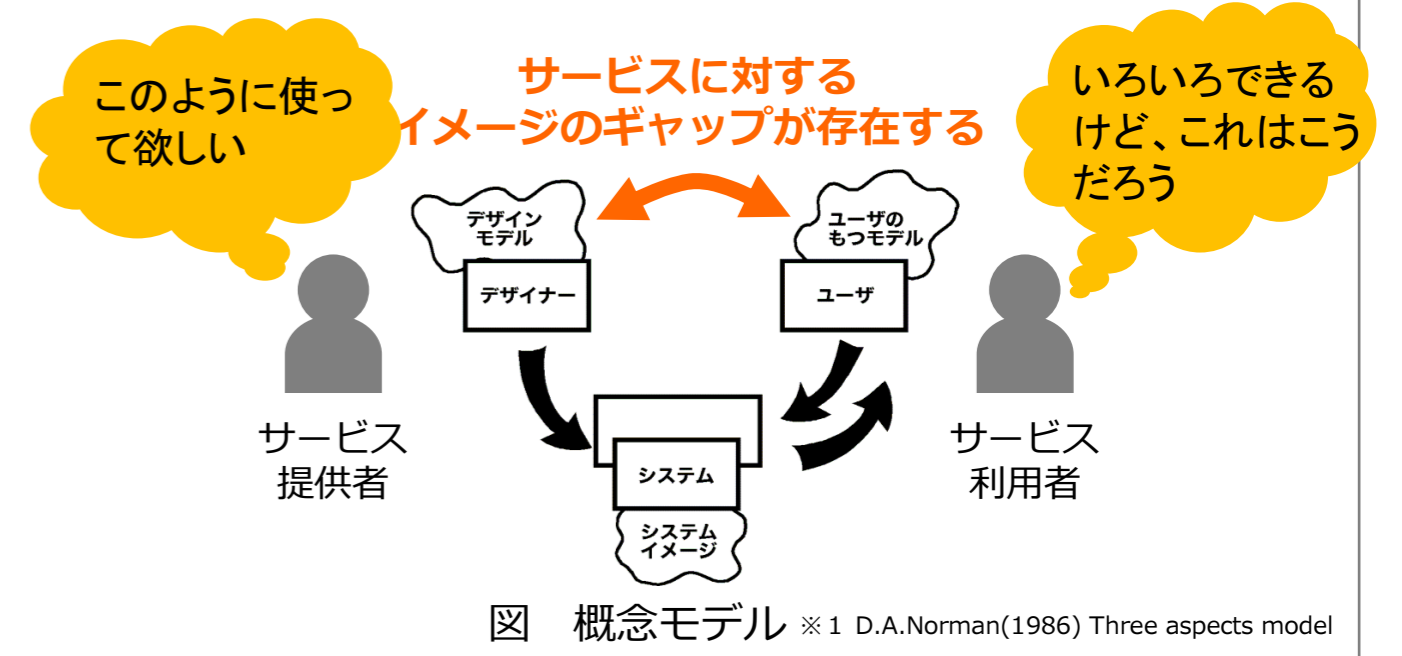 このように使っ
て欲しい
サービスに対する
イメージのギャップが存在する
いろいろできる
けど、これはこう
だろう
デザイン
モデル
デザイナー
ユーザの
もつモデル
ユーザ
サービス
提供者
システム
システム
イメージ
サービス
利用者
図　概念モデル ※１ D.A.Norman(1986) Three aspects model